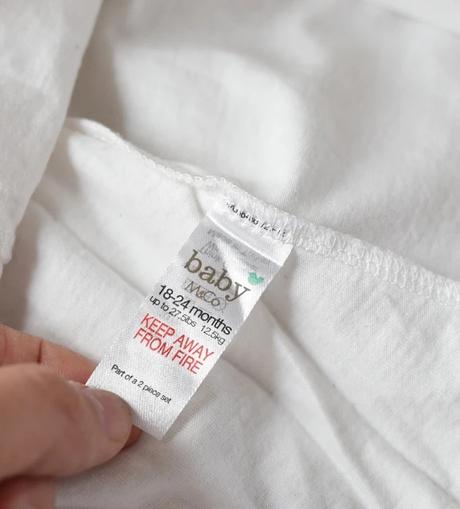 baby
M&Co.
18-24 months
up to 27.5lbs 12.5kg
KEEP AWAY
FROM FIRE
Part of a 2 piece set